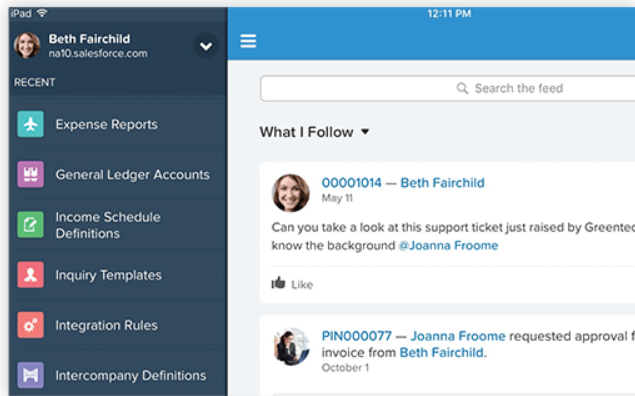 iPad
12:11 PM
Beth Fairchild
na10.salesforce.com
RECENT
Expense Reports
General Ledger Accounts
Income Schedule
Definitions
Inquiry Templates
Integration Rules
Intercompany Definitions
Search the feed
What I Follow
00001014 — Beth Fairchild
May 11
Can you take a look at this support ticket just raised by Greentec
know the background @Joanna Froome
Like
PIN000077 — Joanna Froome requested approval f
invoice from Beth Fairchild.
October 1